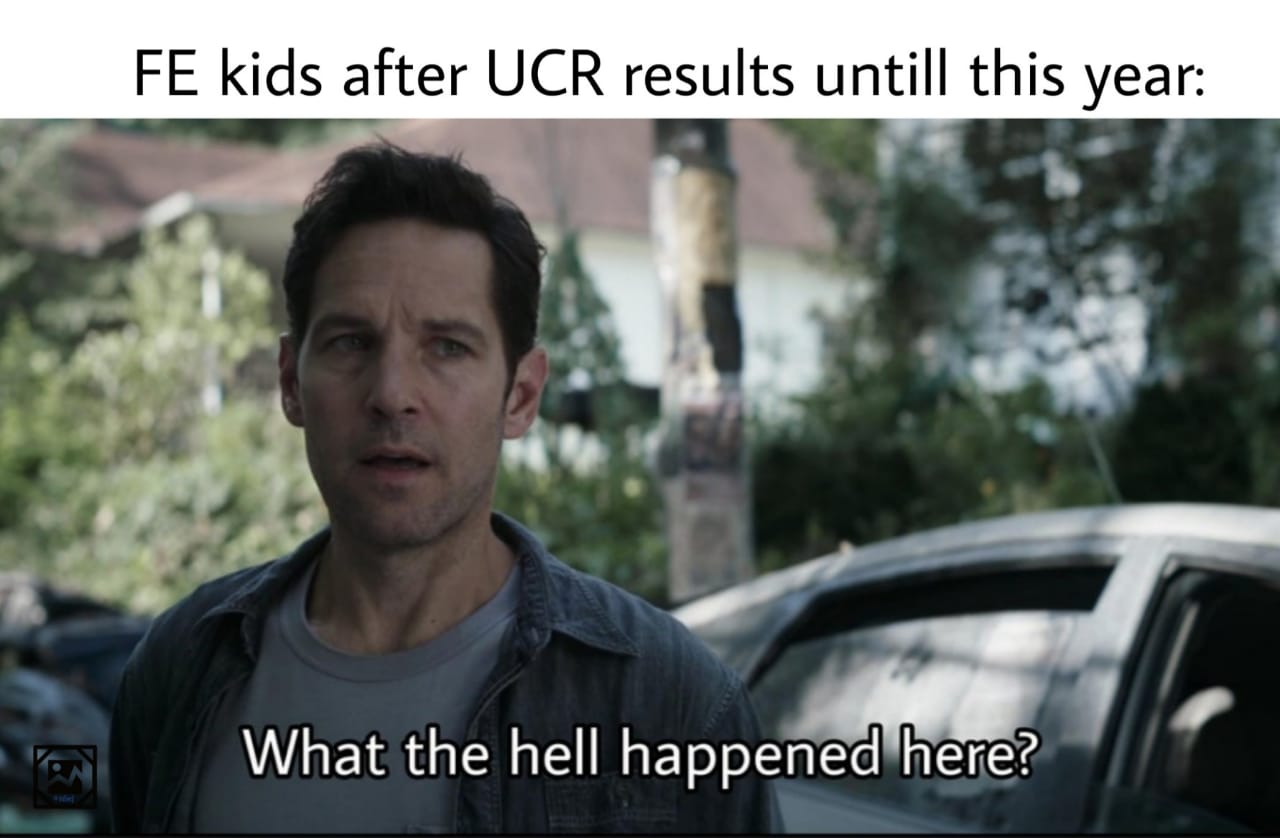 FE kids after UCR results untill this year:
What the hell happened here?